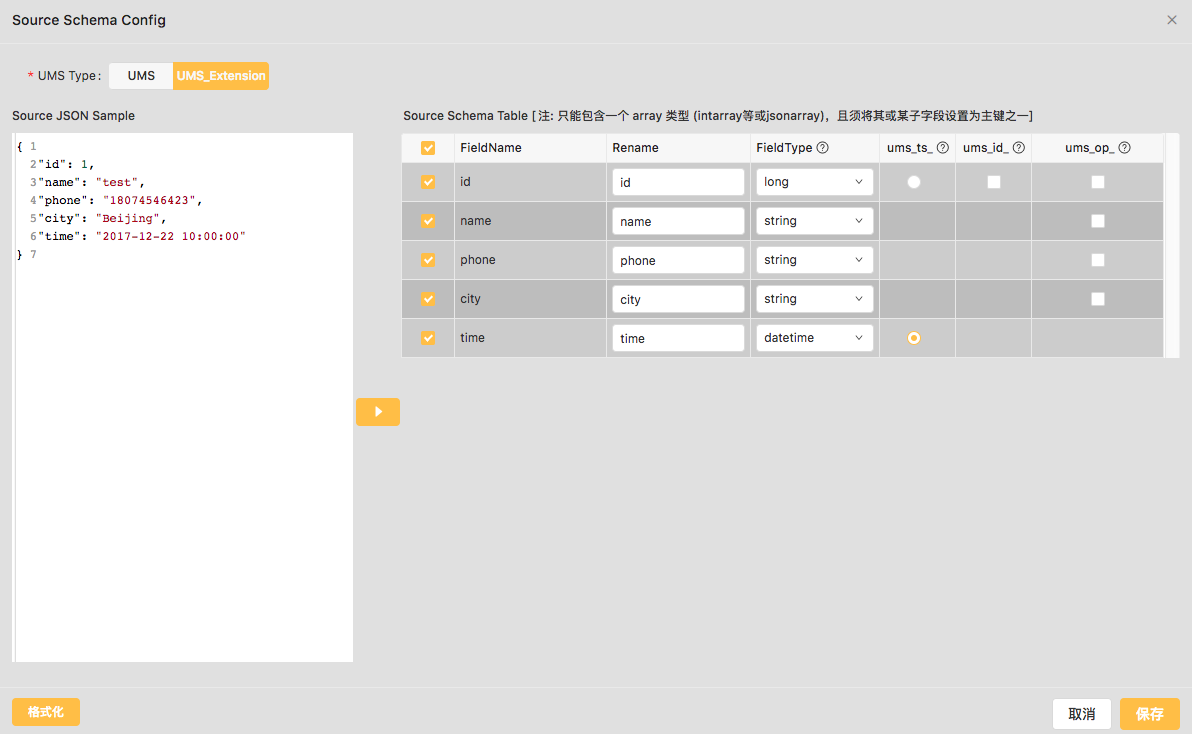 Source Schema Config
* UMS Type: UMS UMS_Extension
Source JSON Sample
{ 1
2 "id": 1,
3 "name": "test",
4 "phone": "18074546423",
5 "city": "Beijing",
6 "time": "2017-12-22 10:00:00"
} 7
Source Schema Table [ 注: 只能包含一个 array 类型 (intarray等或jsonarray)，且须将其或某子字段设置为主键之一]
FieldName Rename FieldType ums_ts_ ums_id_ ums_op_
id id long
name name string
phone phone string
city city string
time time datetime
格式化 取消 保存